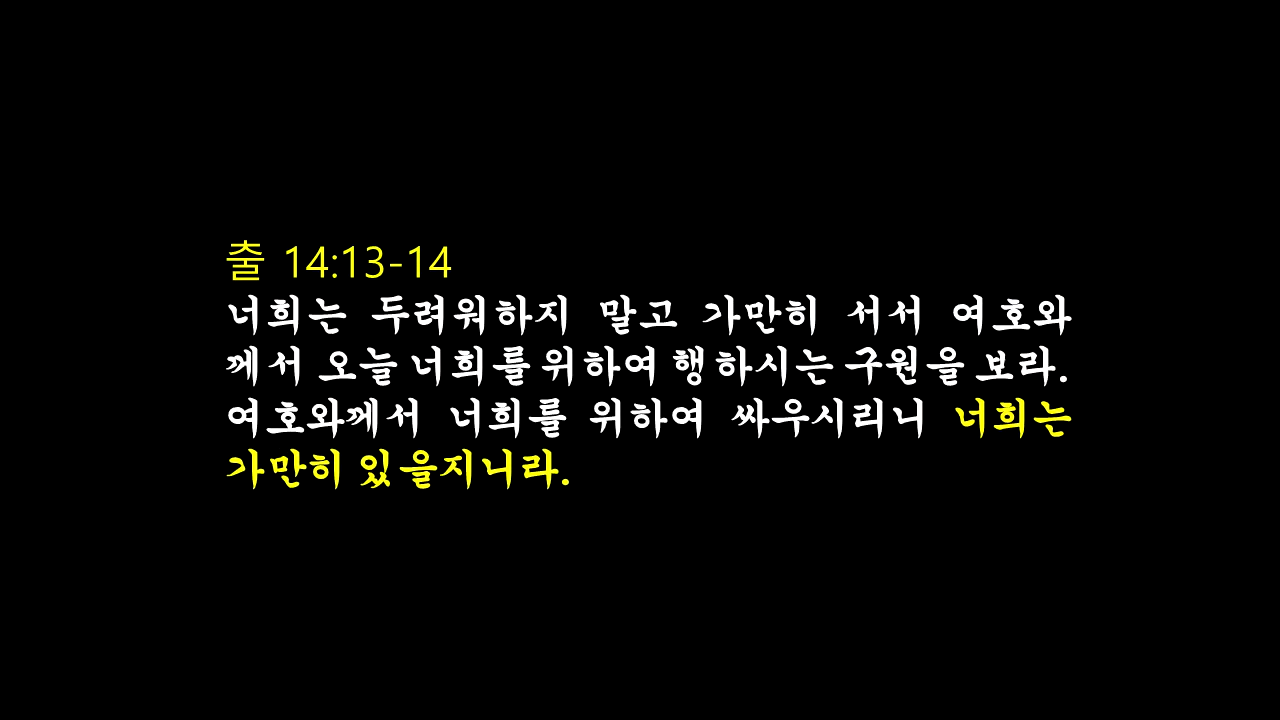 출 14:13-14
너희는 두려워하지 말고 가만히 서서 여호와
께서 오늘 너희를 위하여 행하시는 구원을 보라.
여호와께서 너희를 위하여 싸우시리니 너희는
가만히 있을지니라.